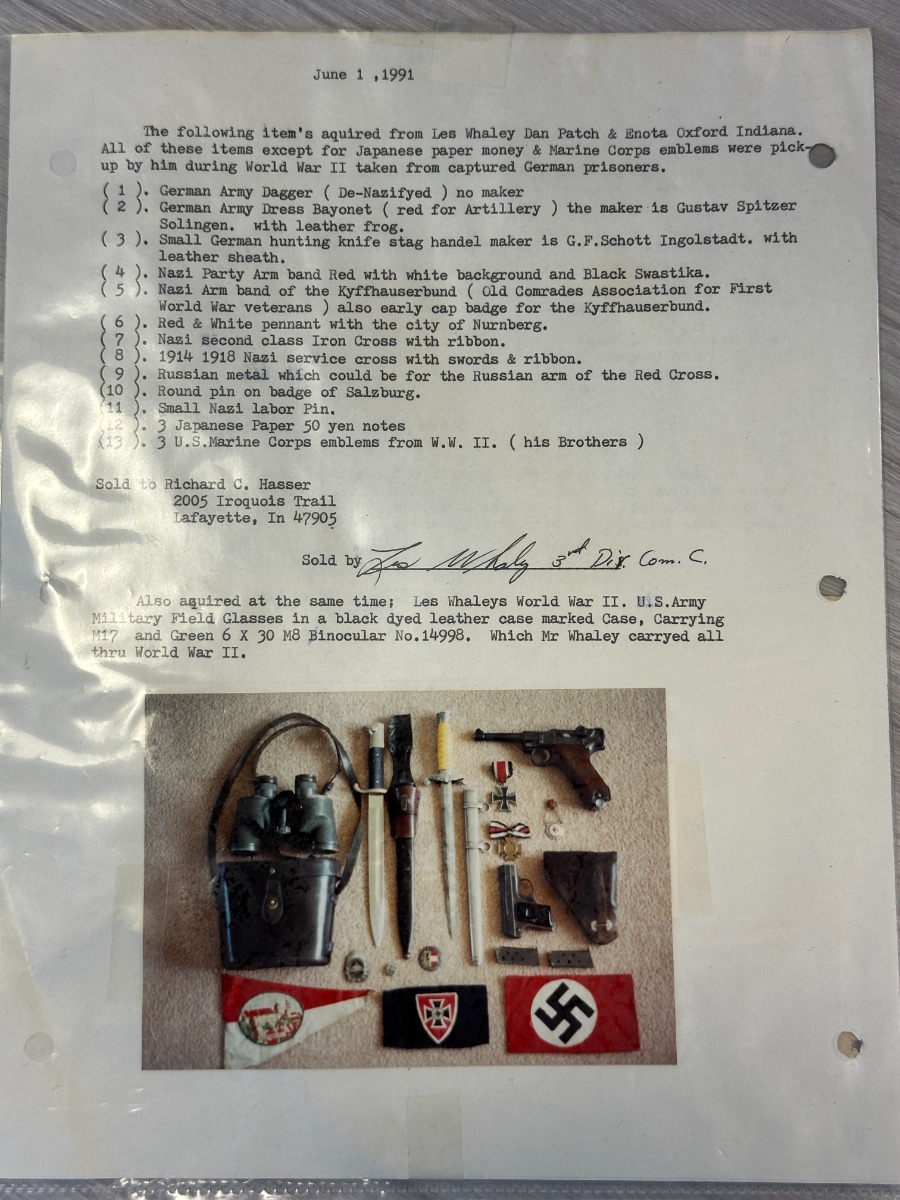 June 1 ,1991
The following item's aquired from Les Whaley Dan Patch & Enota Oxford Indiana.
All of these items except for Japanese paper money & Marine Corps emblems were pick-
up by him during World War II taken from captured German prisoners.
( 1 ). German Army Dagger ( De-Nazifyed ) no maker
( 2 ). German Army Dress Bayonet ( red for Artillery ) the maker is Gustav Spitzer
Solingen. with leather frog.
( 3 ). Small German hunting knife stag handel maker is G.F.Schott Ingolstadt. with
leather sheath.
( 4 ). Nazi Party Arm band Red with white background and Black Swastika.
( 5 ). Nazi Arm band of the Kyffhauserbund ( Old Comrades Association for First
World War veterans ) also early cap badge for the Kyffhauserbund.
( 6 ). Red & White pennant with the city of Nurnberg.
( 7 ). Nazi second class Iron Cross with ribbon.
( 8 ). 1914 1918 Nazi service cross with swords & ribbon.
( 9 ). Russian metal which could be for the Russian arm of the Red Cross.
(10 ). Round pin on badge of Salzburg.
(11 ). Small Nazi labor Pin.
(12 ). 3 Japanese Paper 50 yen notes
(13 ). 3 U.S.Marine Corps emblems from W.W. II. ( his Brothers )
Sold to Richard C. Hasser
2005 Iroquois Trail
Lafayette, In 47905
Sold by Les Whaley 3rd Div. Com. C.
Also aquired at the same time; Les Whaleys World War II. U.S.Army
Military Field Glasses in a black dyed leather case marked Case, Carrying
M17 and Green 6 X 30 M8 Binocular No.14998. Which Mr Whaley carryed all
thru World War II.